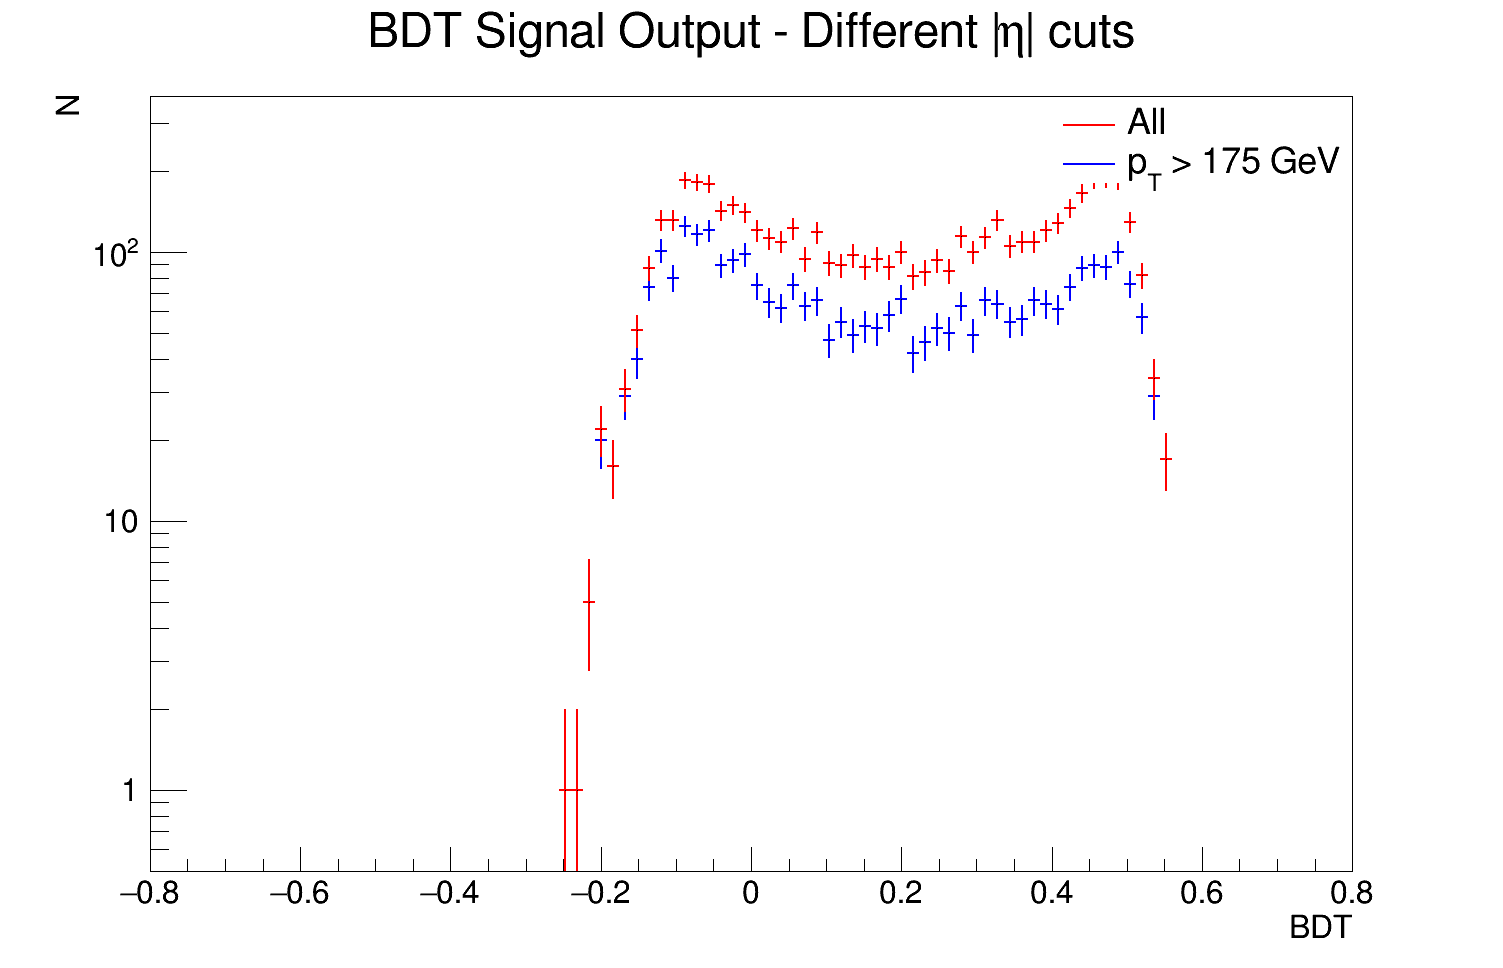 BDT Signal Output - Different |η| cuts
N
All
p_T > 175 GeV
10²
10
1
−0.8 −0.6 −0.4 −0.2 0 0.2 0.4 0.6 0.8
BDT